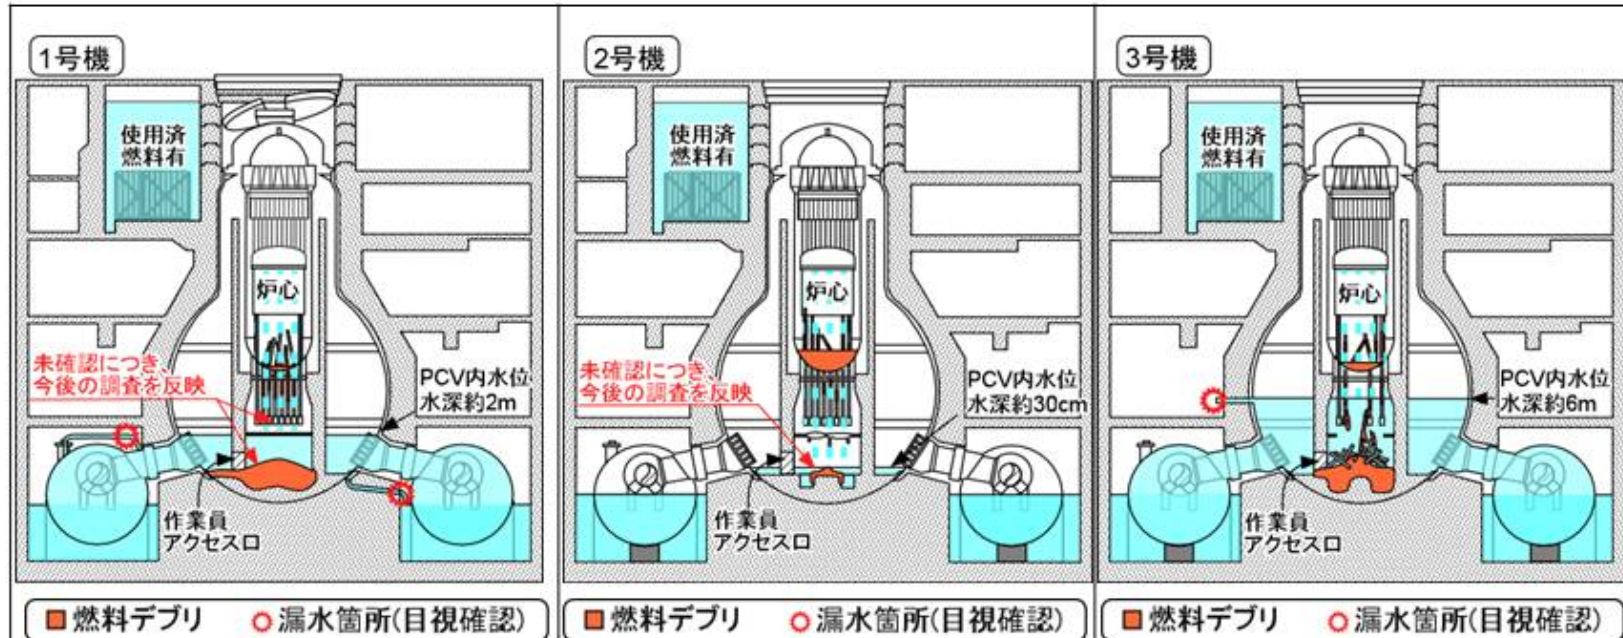 1号機
使用済
燃料有
炉心
未確認につき、
今後の調査を反映
PCV内水位
水深約2m
作業員
アクセス口
燃料デブリ
漏水箇所(目視確認)
2号機
使用済
燃料有
炉心
未確認につき、
今後の調査を反映
PCV内水位
水深約30cm
作業員
アクセス口
燃料デブリ
漏水箇所(目視確認)
3号機
使用済
燃料有
炉心
PCV内水位
水深約6m
作業員
アクセス口
燃料デブリ
漏水箇所(目視確認)